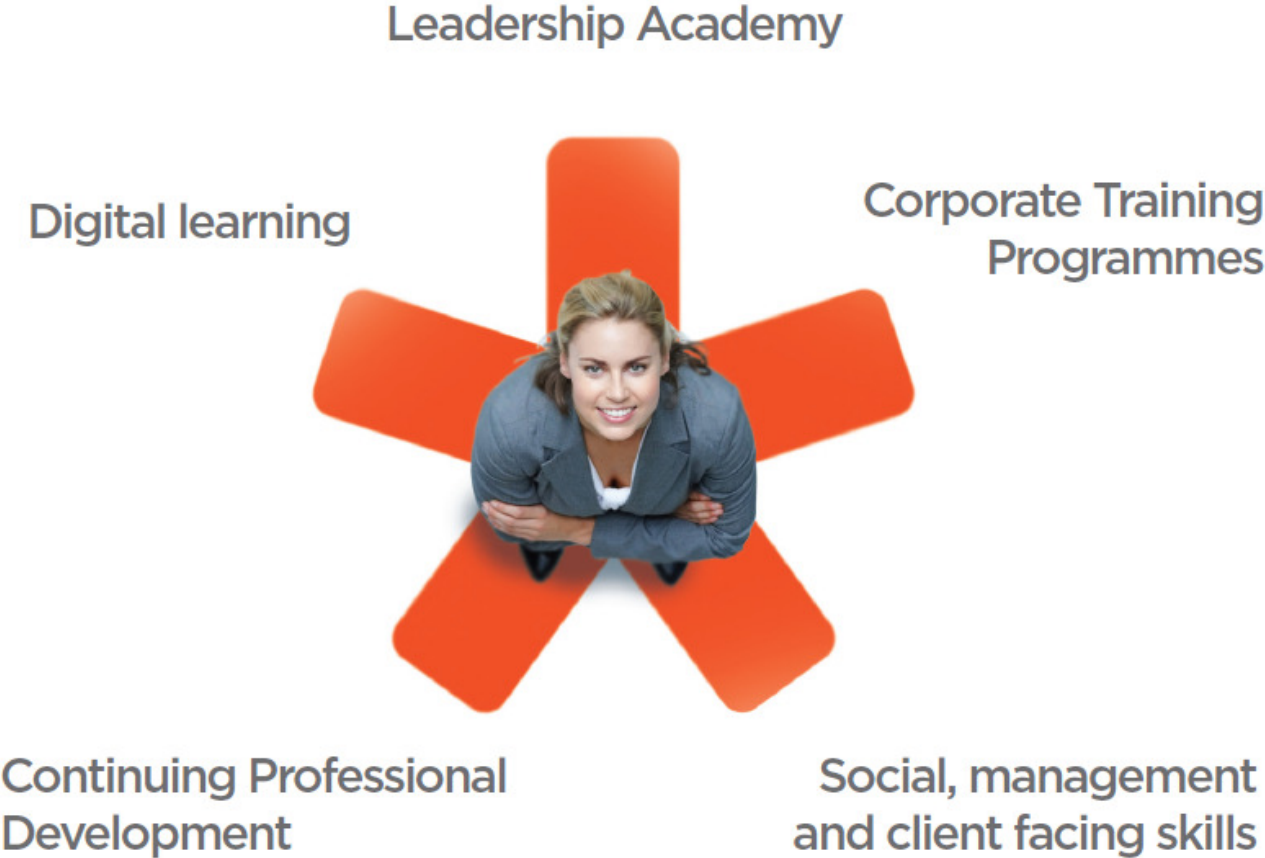 Leadership Academy
Digital learning
Corporate Training
Programmes
Continuing Professional
Development
Social, management
and client facing skills